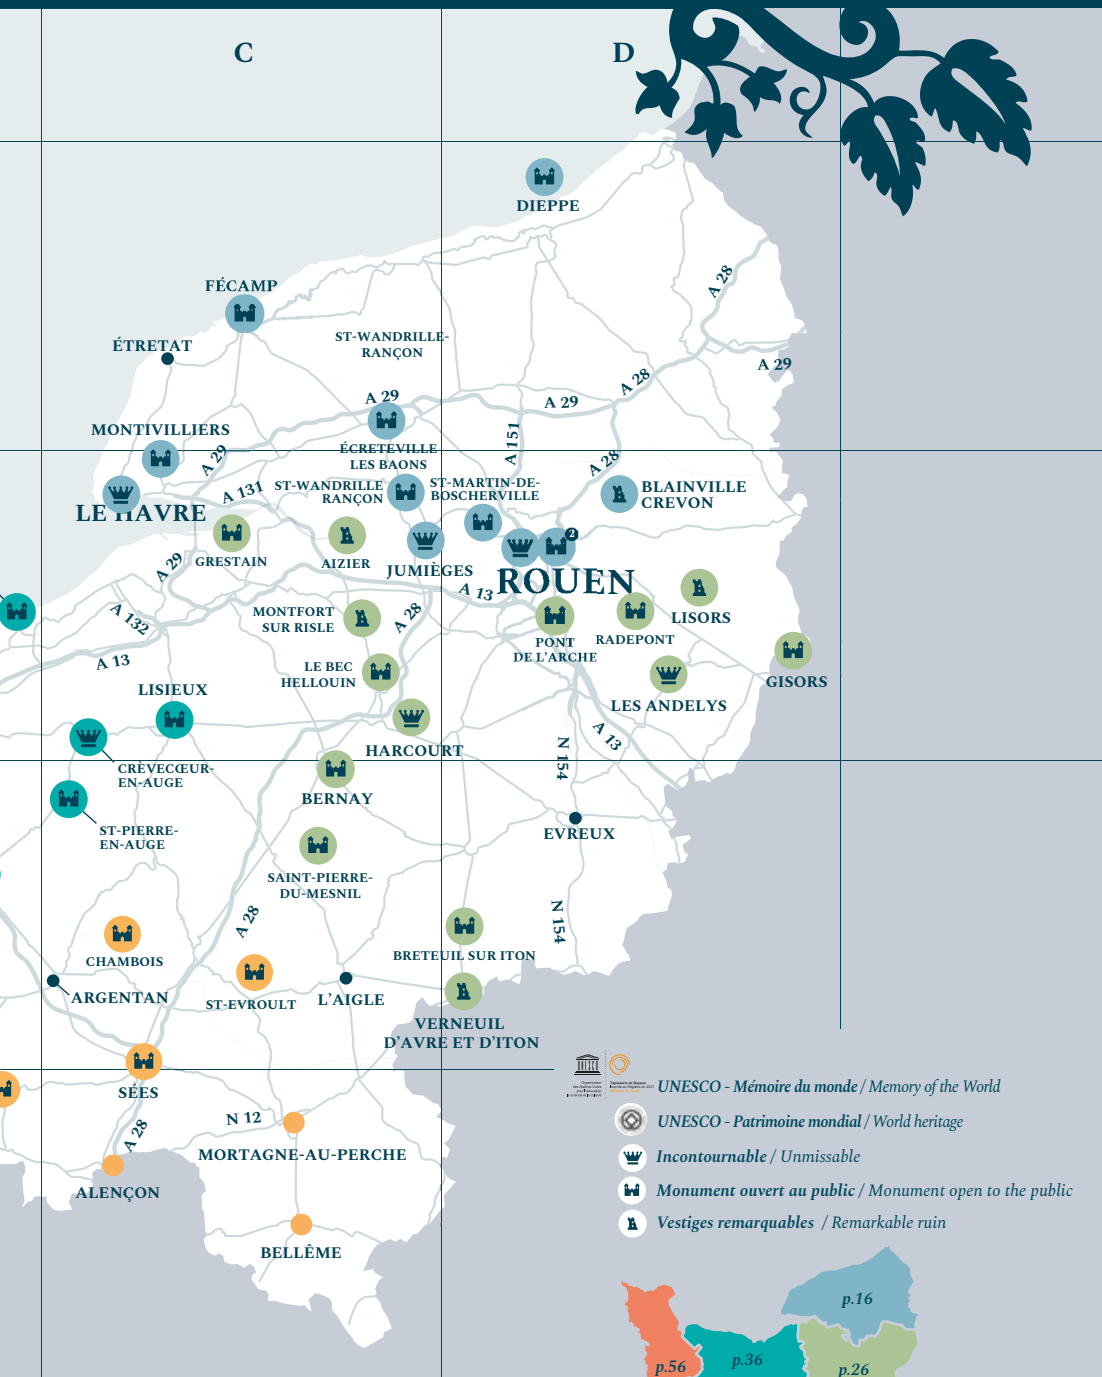 C
D
DIEPPE
A 28
FÉCAMP
ÉTRETAT
ST-WANDRILLE-
RANÇON
A 29
A 28
A 29
A 29
MONTIVILLIERS
A 29
A 151
ÉCRETEVILLE
LES BAONS
A 28
LE HAVRE
A 131
ST-WANDRILLE
RANÇON
ST-MARTIN-DE-
BOSCHERVILLE
BLAINVILLE
CREVON
GRESTAIN
AIZIER
JUMIÈGES
2
ROUEN
A 29
A 13
A 132
MONTFORT
SUR RISLE
A 28
PONT
DE L'ARCHE
RADEPONT
LISORS
A 13
LE BEC
HELLOUIN
GISORS
LISIEUX
LES ANDELYS
HARCOURT
A 13
N 154
CRÈVECŒUR-
EN-AUGE
BERNAY
ST-PIERRE-
EN-AUGE
EVREUX
SAINT-PIERRE-
DU-MESNIL
A 28
N 154
CHAMBOIS
BRETEUIL SUR ITON
ARGENTAN
ST-EVROULT
L'AIGLE
VERNEUIL
D'AVRE ET D'ITON
SÉES
A 28
N 12
MORTAGNE-AU-PERCHE
ALENÇON
BELLÊME
UNESCO
UNESCO - Mémoire du monde / Memory of the World
UNESCO - Patrimoine mondial / World heritage
Incontournable / Unmissable
Monument ouvert au public / Monument open to the public
Vestiges remarquables / Remarkable ruin
p.16
p.56
p.36
p.26